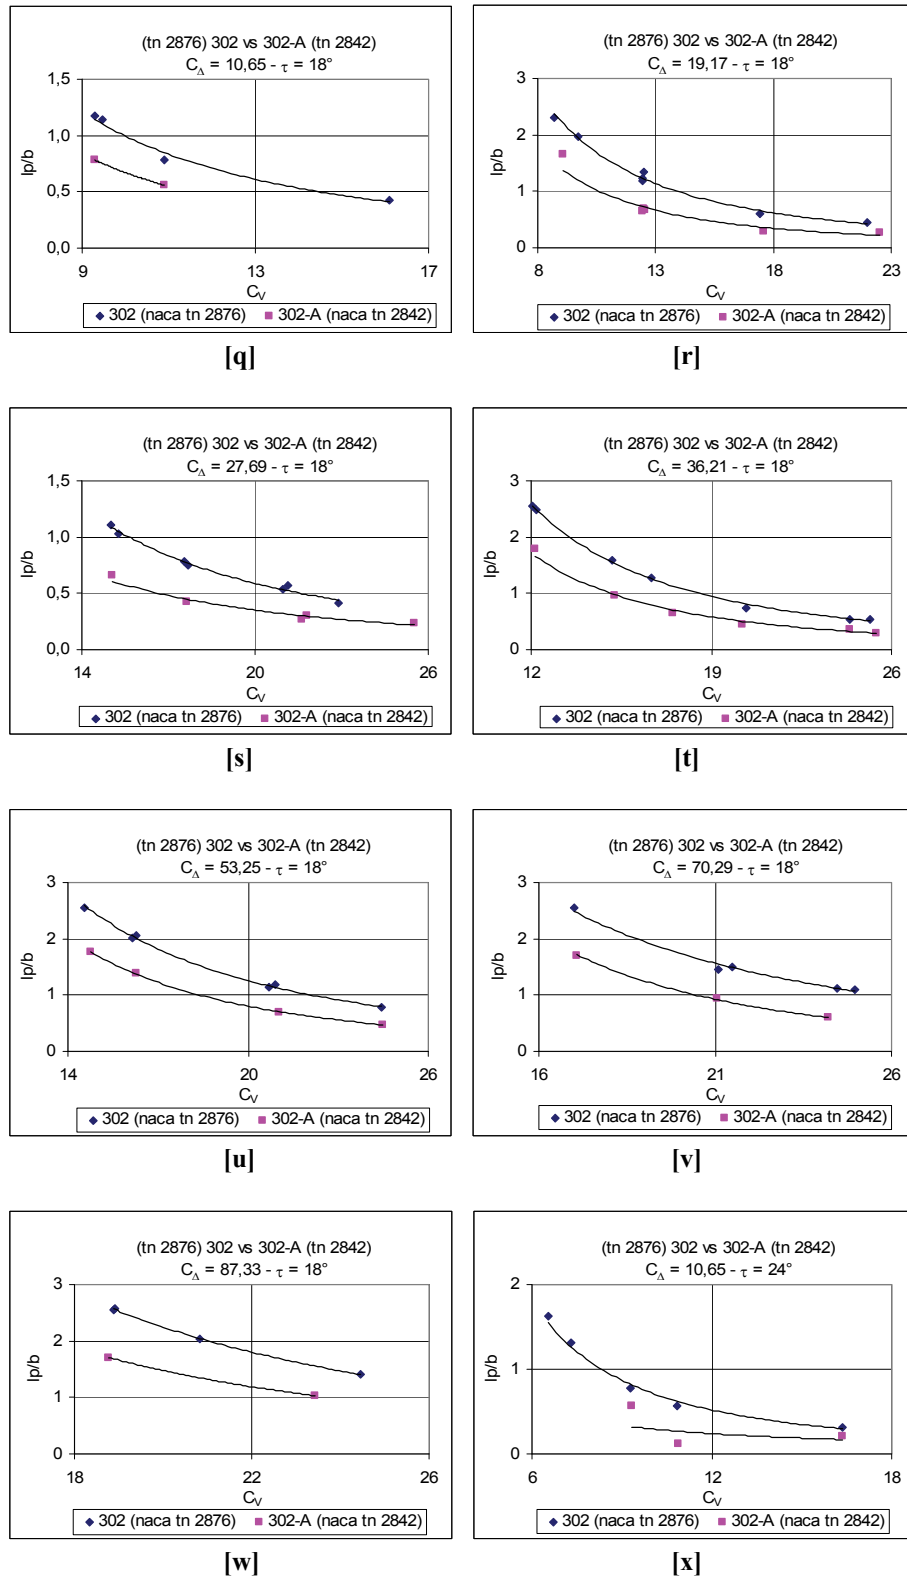 (tn 2876) 302 vs 302-A (tn 2842)
CΔ = 10,65 - τ = 18°
1,5
1,0
0,5
0,0
lp/b
9 13 17
CV
302 (naca tn 2876) 302-A (naca tn 2842)
[q]
(tn 2876) 302 vs 302-A (tn 2842)
CΔ = 19,17 - τ = 18°
3
2
1
0
lp/b
8 13 18 23
CV
302 (naca tn 2876) 302-A (naca tn 2842)
[r]
(tn 2876) 302 vs 302-A (tn 2842)
CΔ = 27,69 - τ = 18°
1,5
1,0
0,5
0,0
lp/b
14 20 26
CV
302 (naca tn 2876) 302-A (naca tn 2842)
[s]
(tn 2876) 302 vs 302-A (tn 2842)
CΔ = 36,21 - τ = 18°
3
2
1
0
lp/b
12 19 26
CV
302 (naca tn 2876) 302-A (naca tn 2842)
[t]
(tn 2876) 302 vs 302-A (tn 2842)
CΔ = 53,25 - τ = 18°
3
2
1
0
lp/b
14 20 26
CV
302 (naca tn 2876) 302-A (naca tn 2842)
[u]
(tn 2876) 302 vs 302-A (tn 2842)
CΔ = 70,29 - τ = 18°
3
2
1
0
lp/b
16 21 26
CV
302 (naca tn 2876) 302-A (naca tn 2842)
[v]
(tn 2876) 302 vs 302-A (tn 2842)
CΔ = 87,33 - τ = 18°
3
2
1
0
lp/b
18 22 26
CV
302 (naca tn 2876) 302-A (naca tn 2842)
[w]
(tn 2876) 302 vs 302-A (tn 2842)
CΔ = 10,65 - τ = 24°
2
1
0
lp/b
6 12 18
CV
302 (naca tn 2876) 302-A (naca tn 2842)
[x]